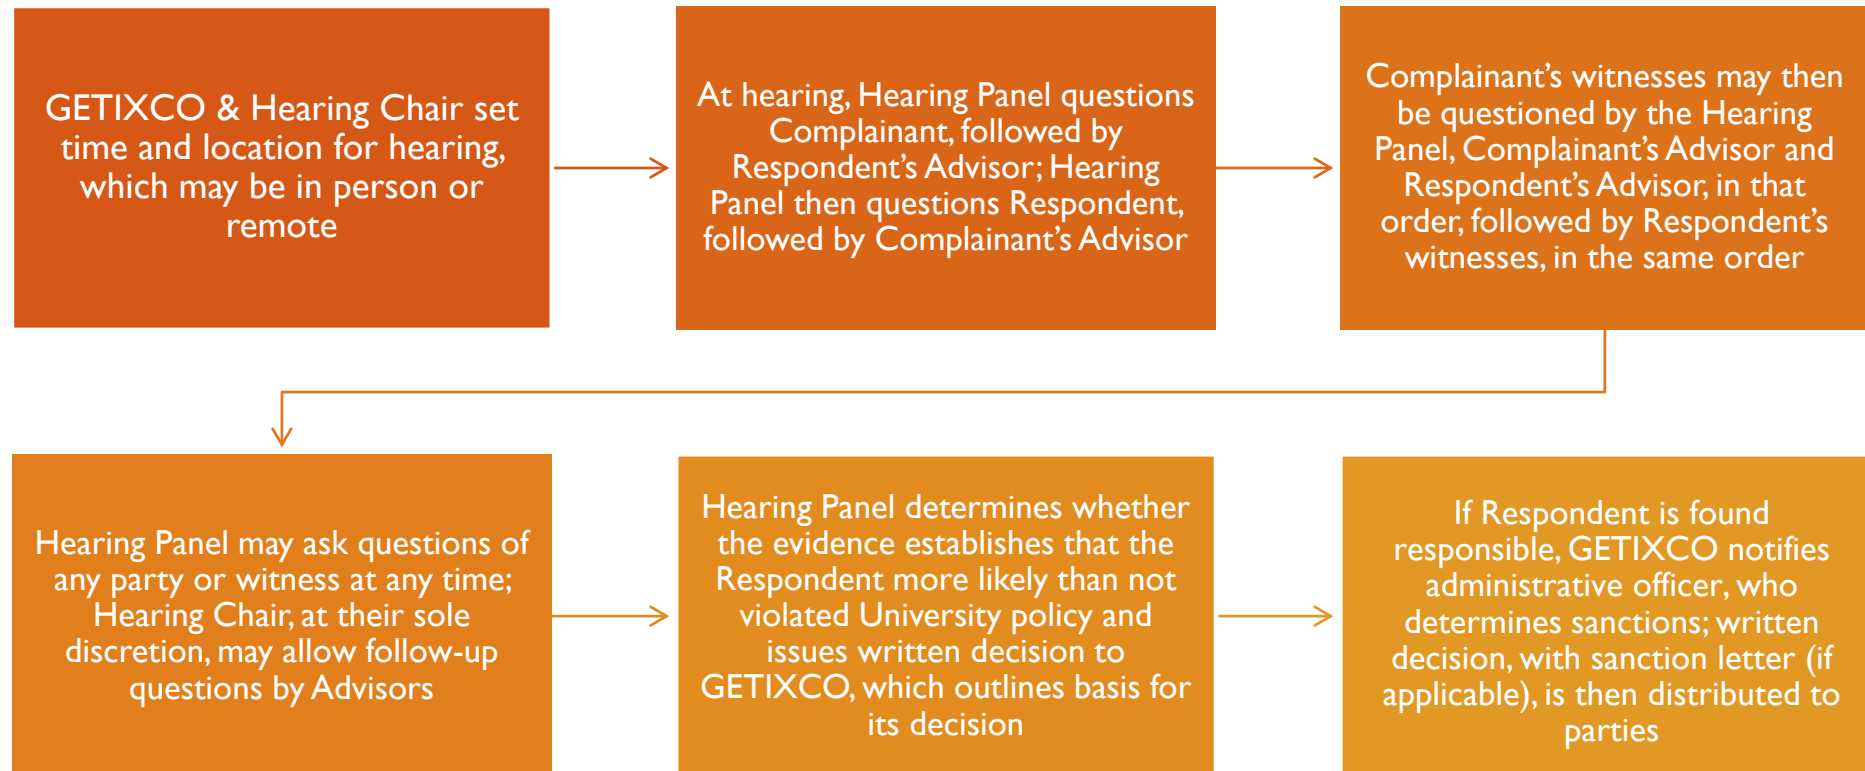 GETIXCO & Hearing Chair set
time and location for hearing,
which may be in person or
remote
At hearing, Hearing Panel questions
Complainant, followed by
Respondent's Advisor; Hearing
Panel then questions Respondent,
followed by Complainant's Advisor
Complainant's witnesses may then
be questioned by the Hearing
Panel, Complainant's Advisor and
Respondent's Advisor, in that
order, followed by Respondent's
witnesses, in the same order
Hearing Panel may ask questions of
any party or witness at any time;
Hearing Chair, at their sole
discretion, may allow follow-up
questions by Advisors
Hearing Panel determines whether
the evidence establishes that the
Respondent more likely than not
violated University policy and
issues written decision to
GETIXCO, which outlines basis for
its decision
If Respondent is found
responsible, GETIXCO notifies
administrative officer, who
determines sanctions; written
decision, with sanction letter (if
applicable), is then distributed to
parties